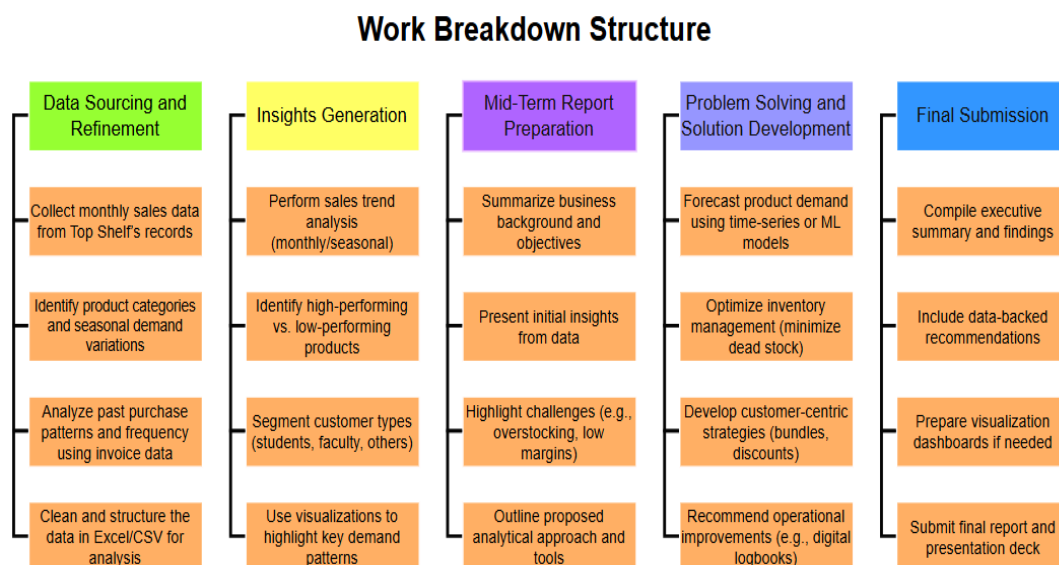 Work Breakdown Structure
Data Sourcing and
Refinement
Collect monthly sales data
from Top Shelf's records
Identify product categories
and seasonal demand
variations
Analyze past purchase
patterns and frequency
using invoice data
Clean and structure the
data in Excel/CSV for
analysis
Insights Generation
Perform sales trend
analysis
(monthly/seasonal)
Identify high-performing
vs. low-performing
products
Segment customer types
(students, faculty, others)
Use visualizations to
highlight key demand
patterns
Mid-Term Report
Preparation
Summarize business
background and
objectives
Present initial insights
from data
Highlight challenges (e.g.,
overstocking, low
margins)
Outline proposed
analytical approach and
tools
Problem Solving and
Solution Development
Forecast product demand
using time-series or ML
models
Optimize inventory
management (minimize
dead stock)
Develop customer-centric
strategies (bundles,
discounts)
Recommend operational
improvements (e.g., digital
logbooks)
Final Submission
Compile executive
summary and findings
Include data-backed
recommendations
Prepare visualization
dashboards if needed
Submit final report and
presentation deck